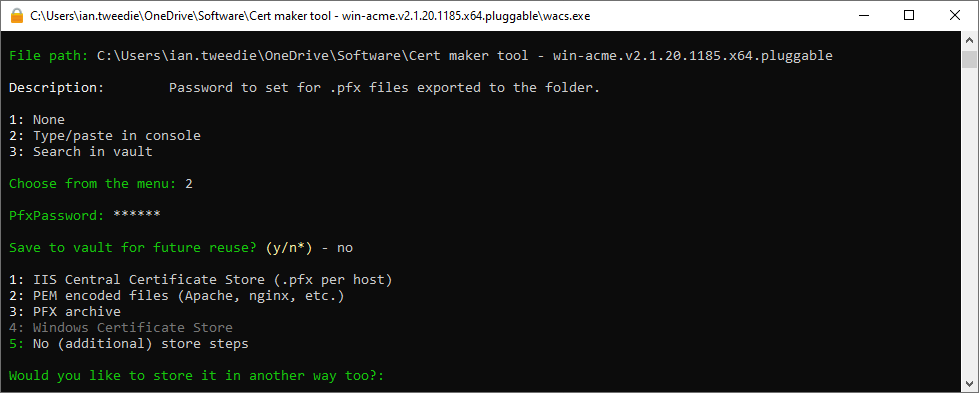 C:\Users\ian.tweedie\OneDrive\Software\Cert maker tool - win-acme.v2.1.20.1185.x64.pluggable\wacs.exe
File path: C:\Users\ian.tweedie\OneDrive\Software\Cert maker tool - win-acme.v2.1.20.1185.x64.pluggable
Description: Password to set for .pfx files exported to the folder.
1: None
2: Type/paste in console
3: Search in vault
Choose from the menu: 2
PfxPassword: ******
Save to vault for future reuse? (y/n*) - no
1: IIS Central Certificate Store (.pfx per host)
2: PEM encoded files (Apache, nginx, etc.)
3: PFX archive
4: Windows Certificate Store
5: No (additional) store steps
Would you like to store it in another way too?: